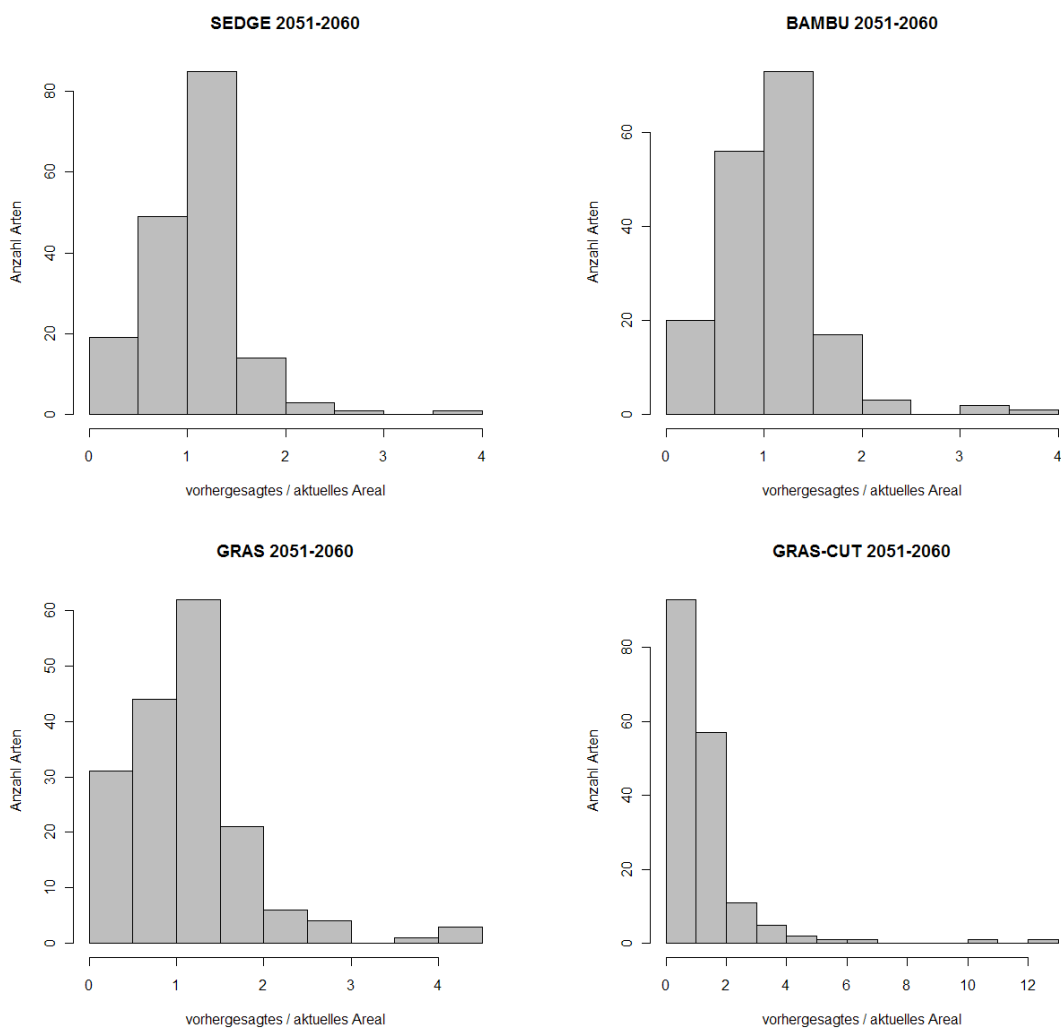 SEDGE 2051-2060
Anzahl Arten
0 20 40 60 80
0 1 2 3 4
vorhergesagtes / aktuelles Areal
BAMBU 2051-2060
Anzahl Arten
0 20 40 60
0 1 2 3 4
vorhergesagtes / aktuelles Areal
GRAS 2051-2060
Anzahl Arten
0 10 20 30 40 50 60
0 1 2 3 4
vorhergesagtes / aktuelles Areal
GRAS-CUT 2051-2060
Anzahl Arten
0 20 40 60 80
0 2 4 6 8 10 12
vorhergesagtes / aktuelles Areal